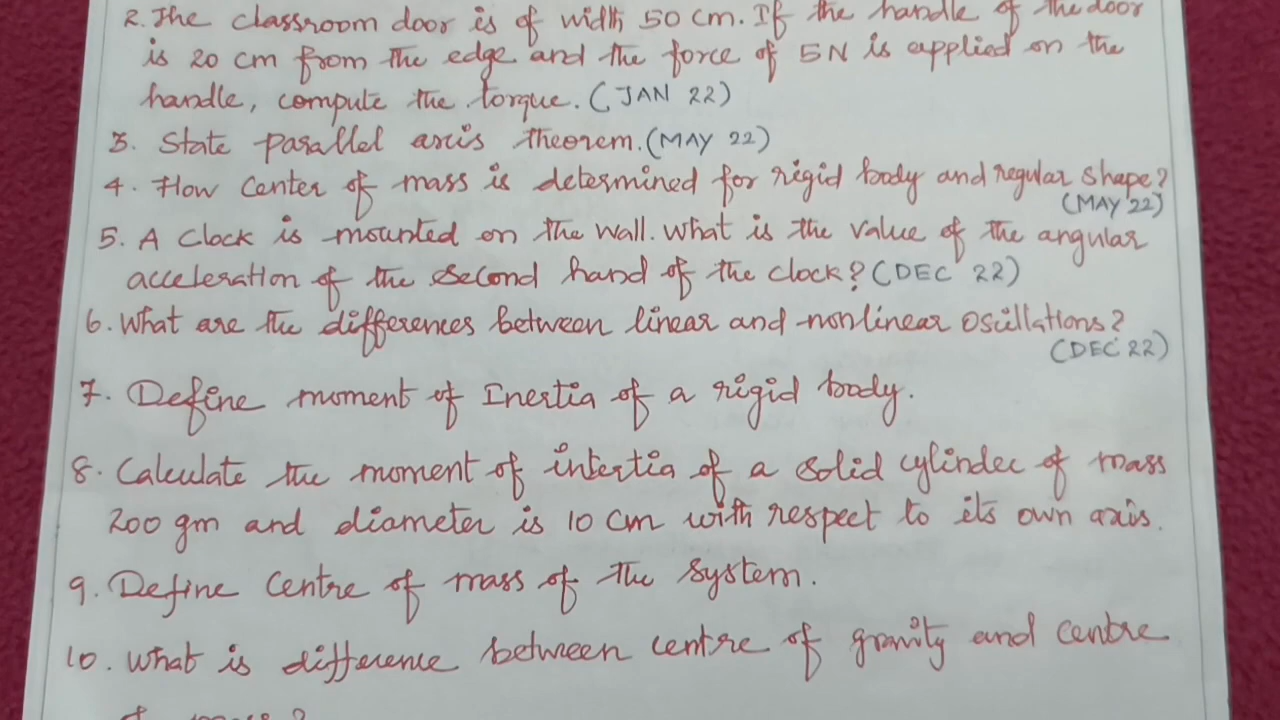 2. The classroom door is of width 50 cm. If the handle of the door
is 20 cm from the edge and the force of 5N is applied on the
handle, compute the torque. (JAN 22)
3. State parallel axis theorem. (MAY 22)
4. How center of mass is determined for rigid body and regular shape?
(MAY 22)
5. A clock is mounted on the wall. What is the value of the angular
acceleration of the second hand of the clock? (DEC 22)
6. What are the differences between linear and nonlinear oscillations?
(DEC 22)
7. Define moment of Inertia of a rigid body.
8. Calculate the moment of intertia of a solid cylinder of mass
200 gm and diameter is 10 cm with respect to its own axis.
9. Define Centre of mass of the system.
10. What is difference between centre of gravity and centre
of mass?